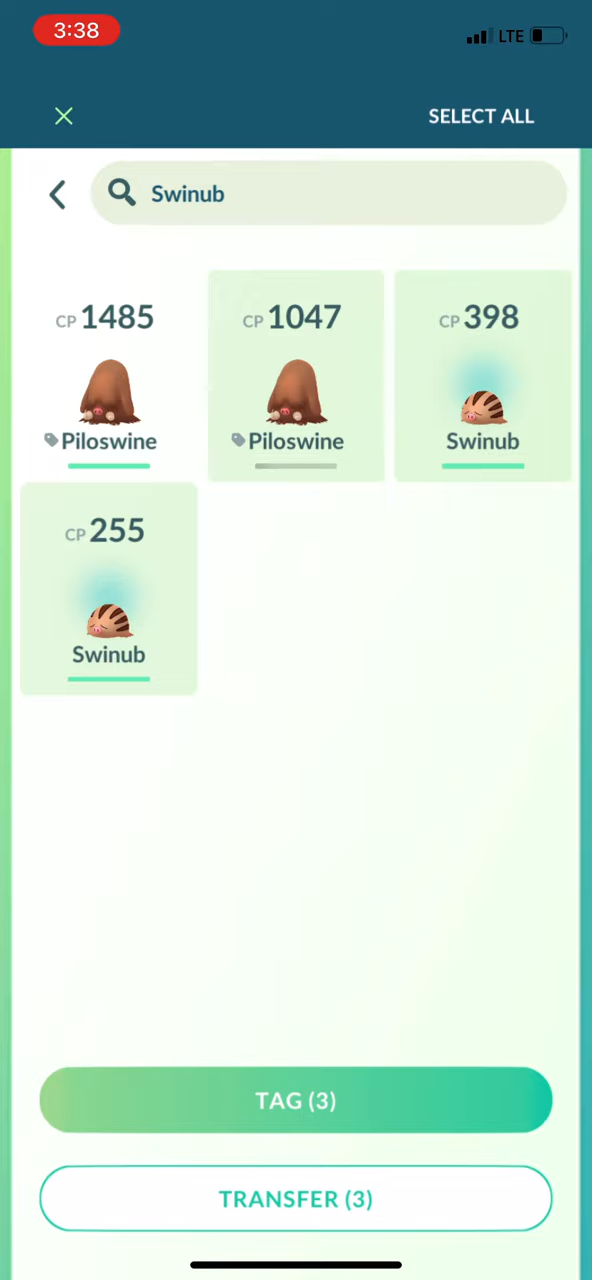 3:38 LTE
SELECT ALL
Swinub
CP 1485 CP 1047 CP 398
Piloswine Piloswine Swinub
CP 255
Swinub
TAG (3)
TRANSFER (3)